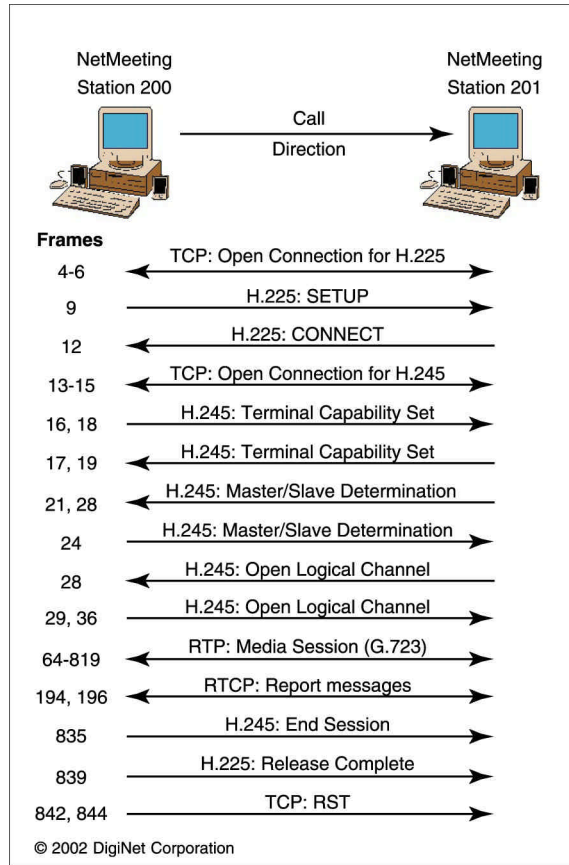 NetMeeting NetMeeting
Station 200 Station 201
Call
Direction
Frames
4-6 TCP: Open Connection for H.225
9 H.225: SETUP
12 H.225: CONNECT
13-15 TCP: Open Connection for H.245
16, 18 H.245: Terminal Capability Set
17, 19 H.245: Terminal Capability Set
21, 28 H.245: Master/Slave Determination
24 H.245: Master/Slave Determination
28 H.245: Open Logical Channel
29, 36 H.245: Open Logical Channel
64-819 RTP: Media Session (G.723)
194, 196 RTCP: Report messages
835 H.245: End Session
839 H.225: Release Complete
842, 844 TCP: RST
© 2002 DigiNet Corporation